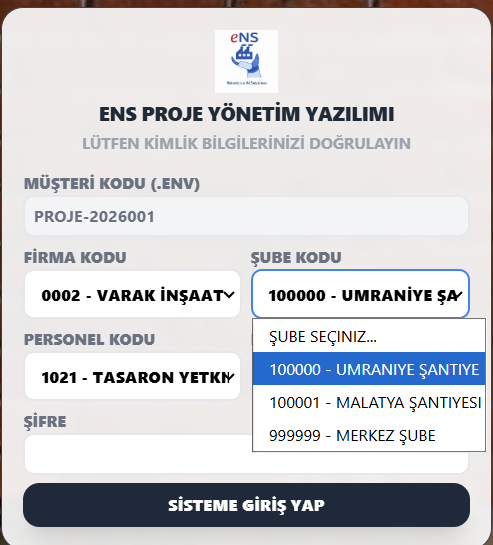 eNS
Robotics & AI Solutions
ENS PROJE YÖNETİM YAZILIMI
LÜTFEN KİMLİK BİLGİLERİNİZİ DOĞRULAYIN
MÜŞTERİ KODU (.ENV)
PROJE-2026001
FİRMA KODU
ŞUBE KODU
0002 - VARAK İNŞAAT
100000 - UMRANİYE ŞA
ŞUBE SEÇINIZ...
100000 - UMRANIYE ŞANTIYE
100001 - MALATYA ŞANTIYESI
999999 - MERKEZ ŞUBE
PERSONEL KODU
1021 - TASARON YETKI
ŞİFRE
SİSTEME GİRİŞ YAP